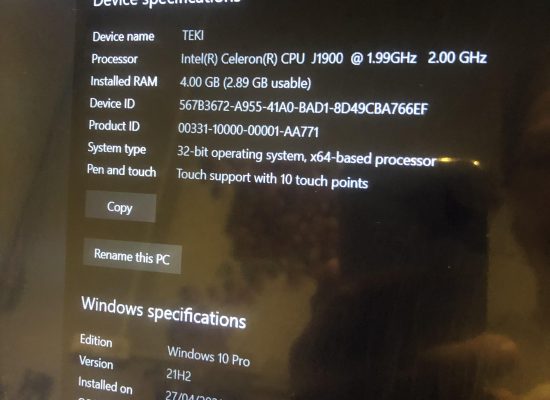 Device specifications
Device name TEKI
Processor Intel(R) Celeron(R) CPU J1900 @ 1.99GHz 2.00 GHz
Installed RAM 4.00 GB (2.89 GB usable)
Device ID 567B3672-A955-41A0-BAD1-8D49CBA766EF
Product ID 00331-10000-00001-AA771
System type 32-bit operating system, x64-based processor
Pen and touch Touch support with 10 touch points
Copy
Rename this PC
Windows specifications
Edition Windows 10 Pro
Version 21H2
Installed on